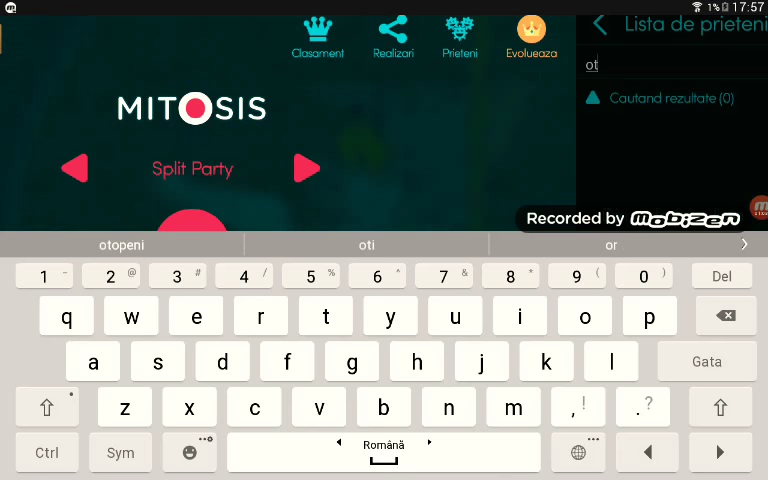 1% 17:57
Clasament Realizari Prieteni Evolueaza
Lista de prieteni
ot
Cautand rezultate (0)
MITOSIS
Split Party
Recorded by mobizen
otopeni oti or
1 - 2 @ 3 # 4 / 5 % 6 ^ 7 & 8 * 9 ( 0 ) Del
q w e r t y u i o p
a s d f g h j k l Gata
z x c v b n m , ! . ?
Ctrl Sym Română